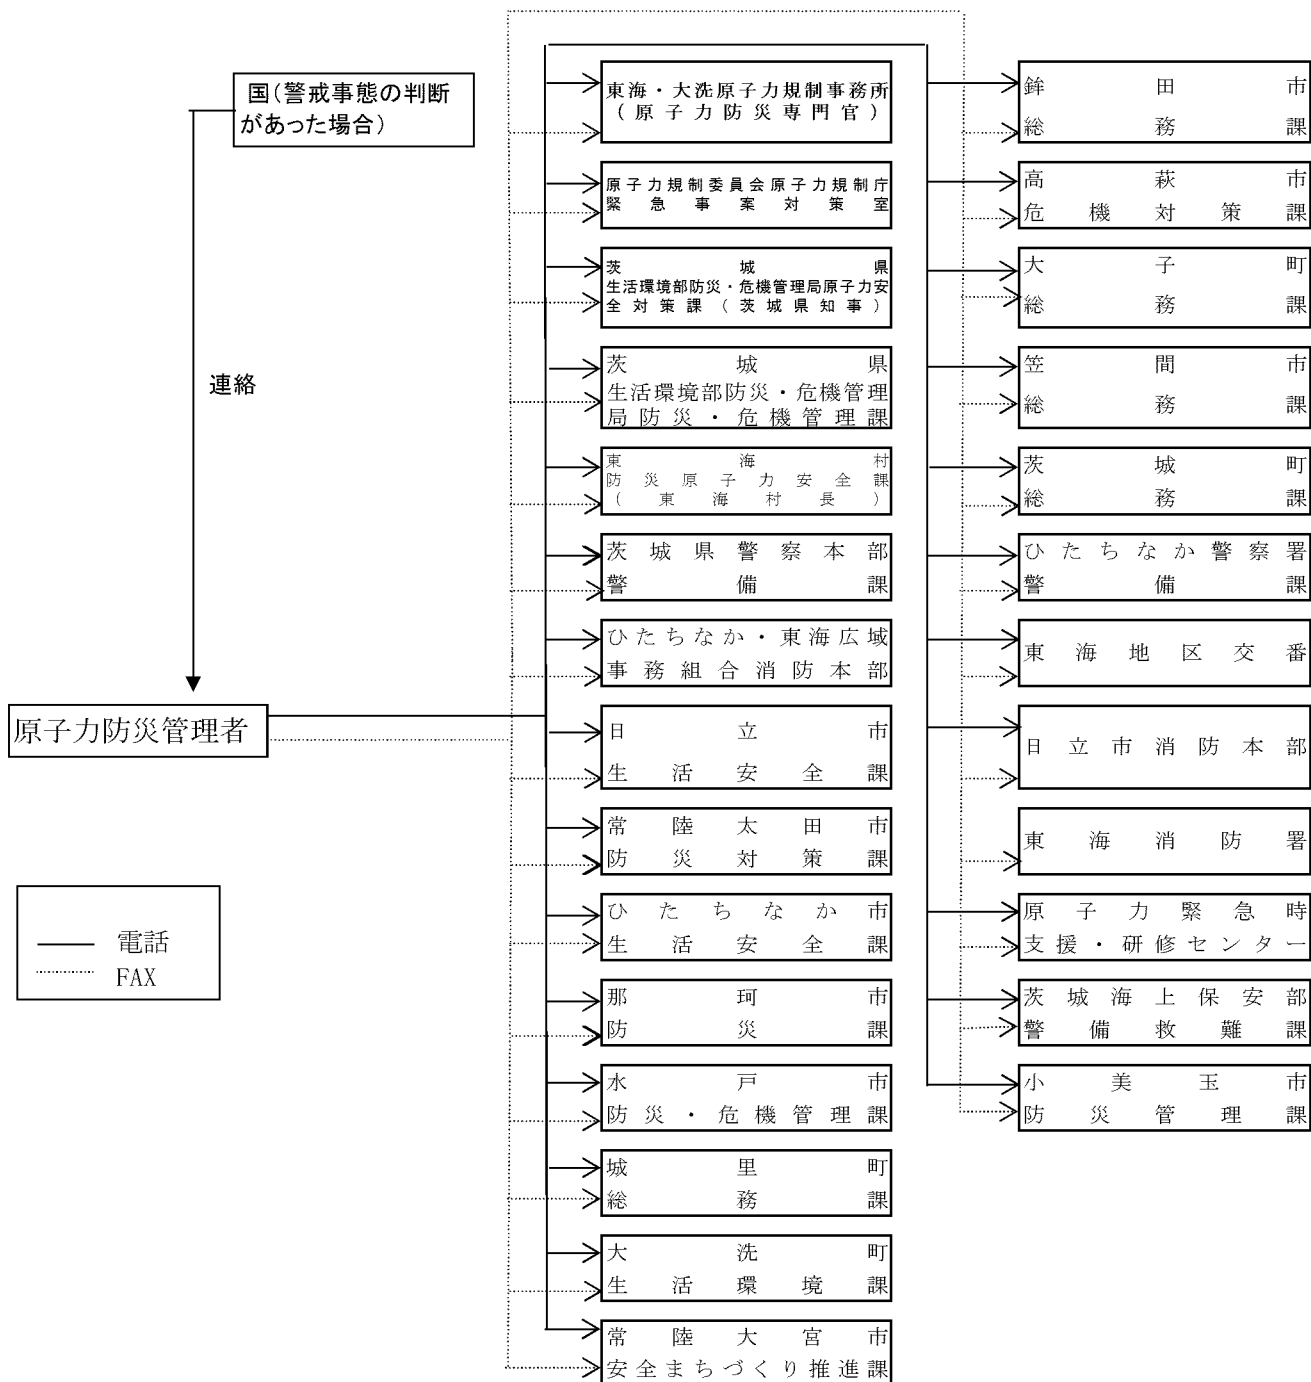 国(警戒事態の判断
があった場合)
連絡
原子力防災管理者
電話
FAX
東海・大洗原子力規制事務所
(原子力防災専門官)
原子力規制委員会原子力規制庁
緊急事案対策室
茨城県
生活環境部防災・危機管理局原子力安
全対策課(茨城県知事)
茨城県
生活環境部防災・危機管理
局防災・危機管理課
東海村
防災原子力安全課
(東海村長)
茨城県警察本部
警備課
ひたちなか・東海広域
事務組合消防本部
日立市
生活安全課
常陸太田市
防災対策課
ひたちなか市
生活安全課
那珂市
防災課
水戸市
防災・危機管理課
城里町
総務課
大洗町
生活環境課
常陸大宮市
安全まちづくり推進課
鉾田市
総務課
高萩市
危機対策課
大子町
総務課
笠間市
総務課
茨城町
総務課
ひたちなか警察署
警備課
東海地区交番
日立市消防本部
東海消防署
原子力緊急時
支援・研修センター
茨城海上保安部
警備救難課
小美玉市
防災管理課